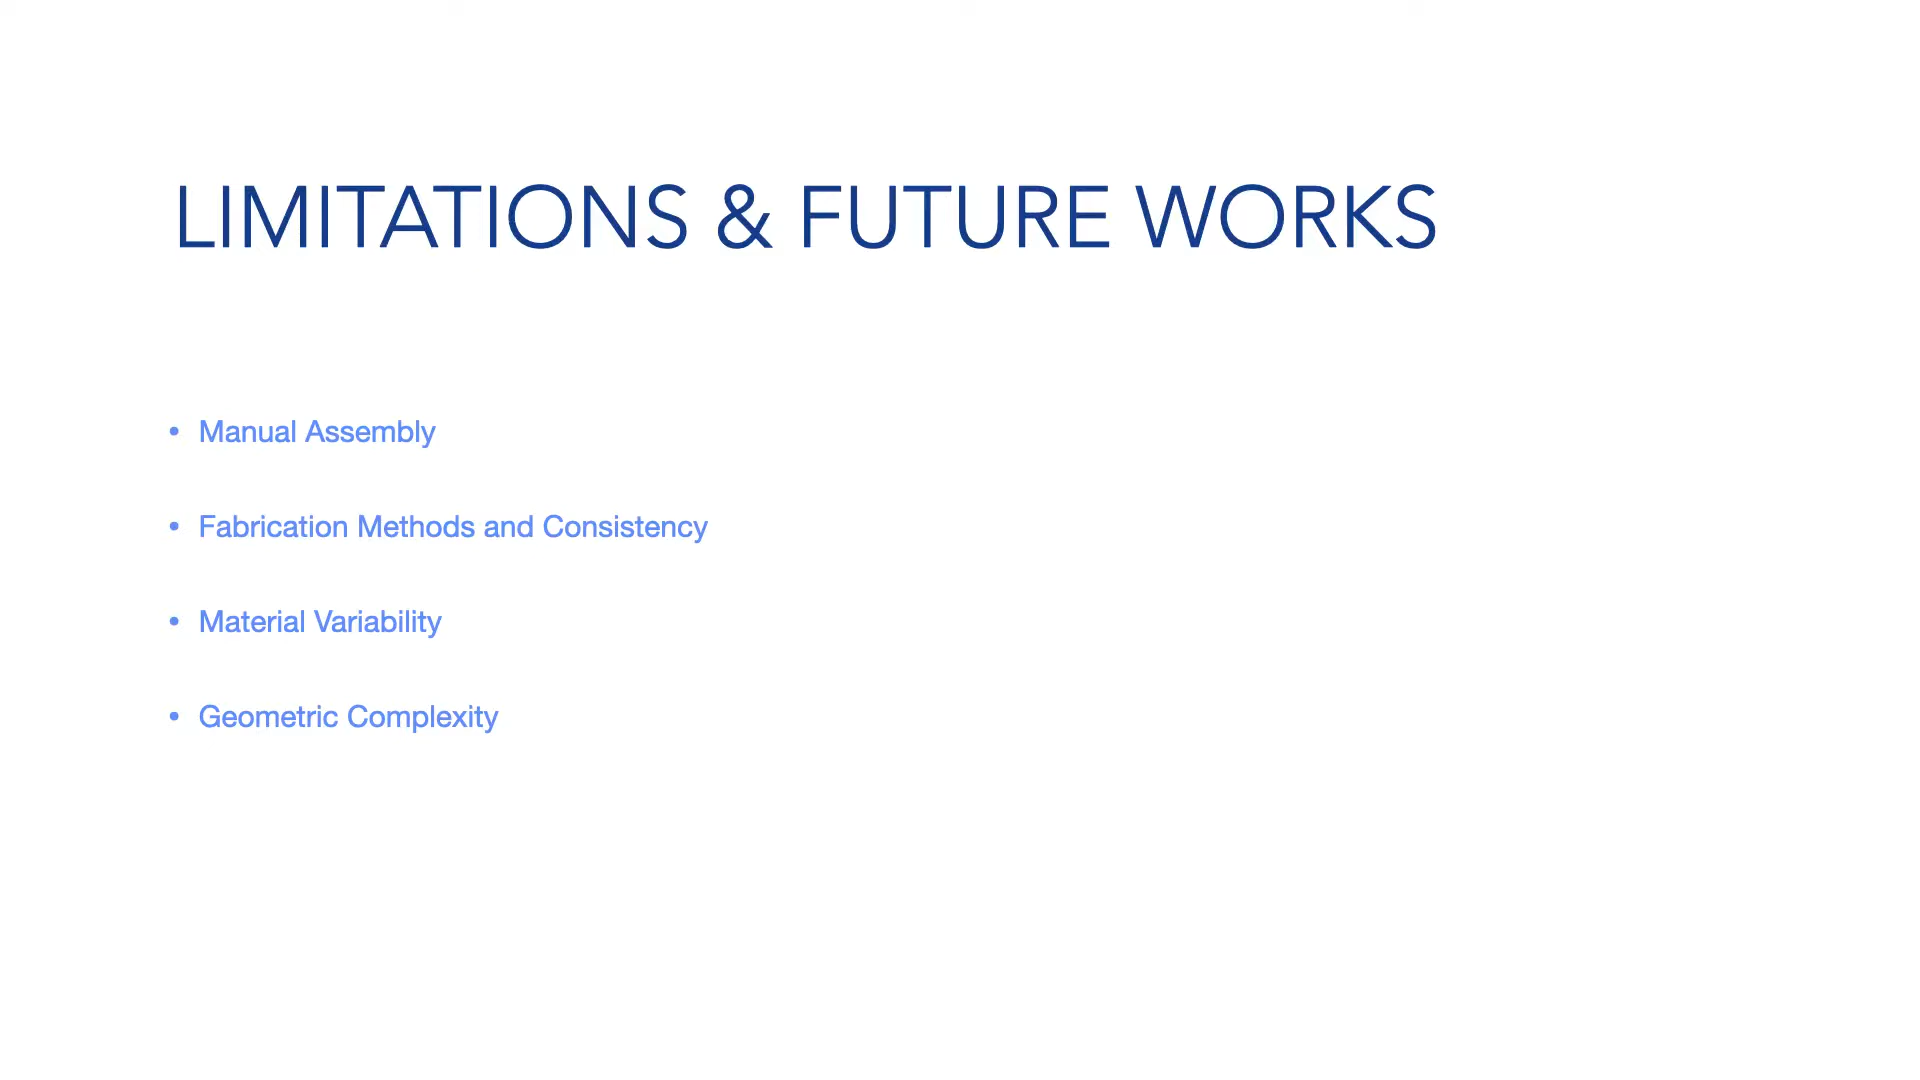 LIMITATIONS & FUTURE WORKS
• Manual Assembly
• Fabrication Methods and Consistency
• Material Variability
• Geometric Complexity